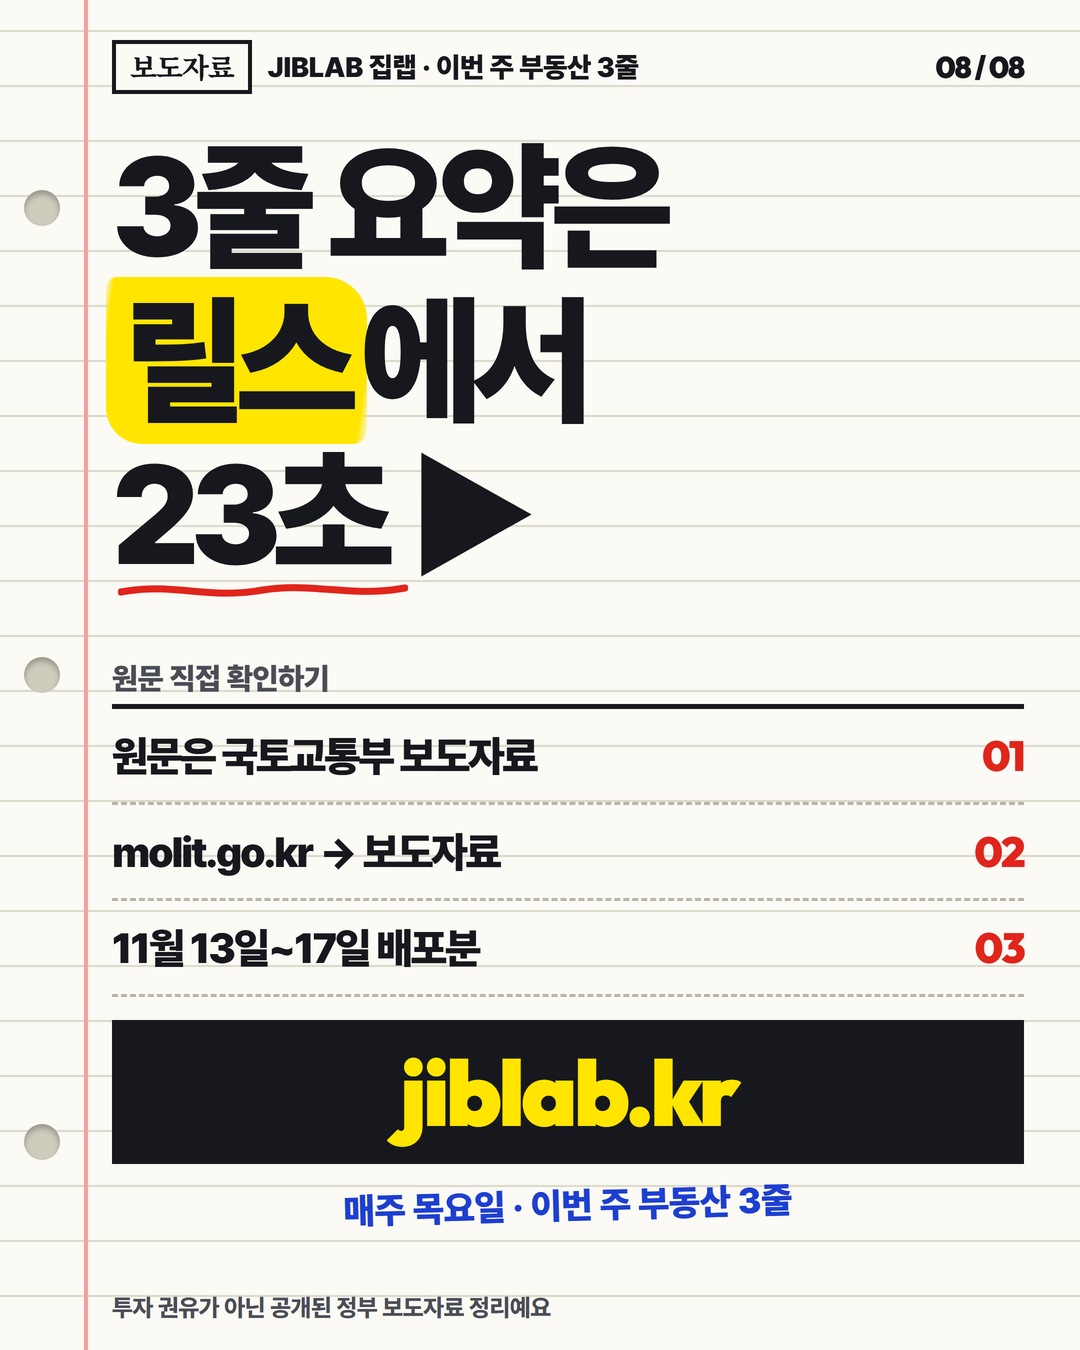 보도자료 JIBLAB 집랩 · 이번 주 부동산 3줄 08 / 08
3줄 요약은
릴스에서
23초 ▶
원문 직접 확인하기
원문은 국토교통부 보도자료 01
molit.go.kr → 보도자료 02
11월 13일~17일 배포분 03
jiblab.kr
매주 목요일 · 이번 주 부동산 3줄
투자 권유가 아닌 공개된 정부 보도자료 정리예요